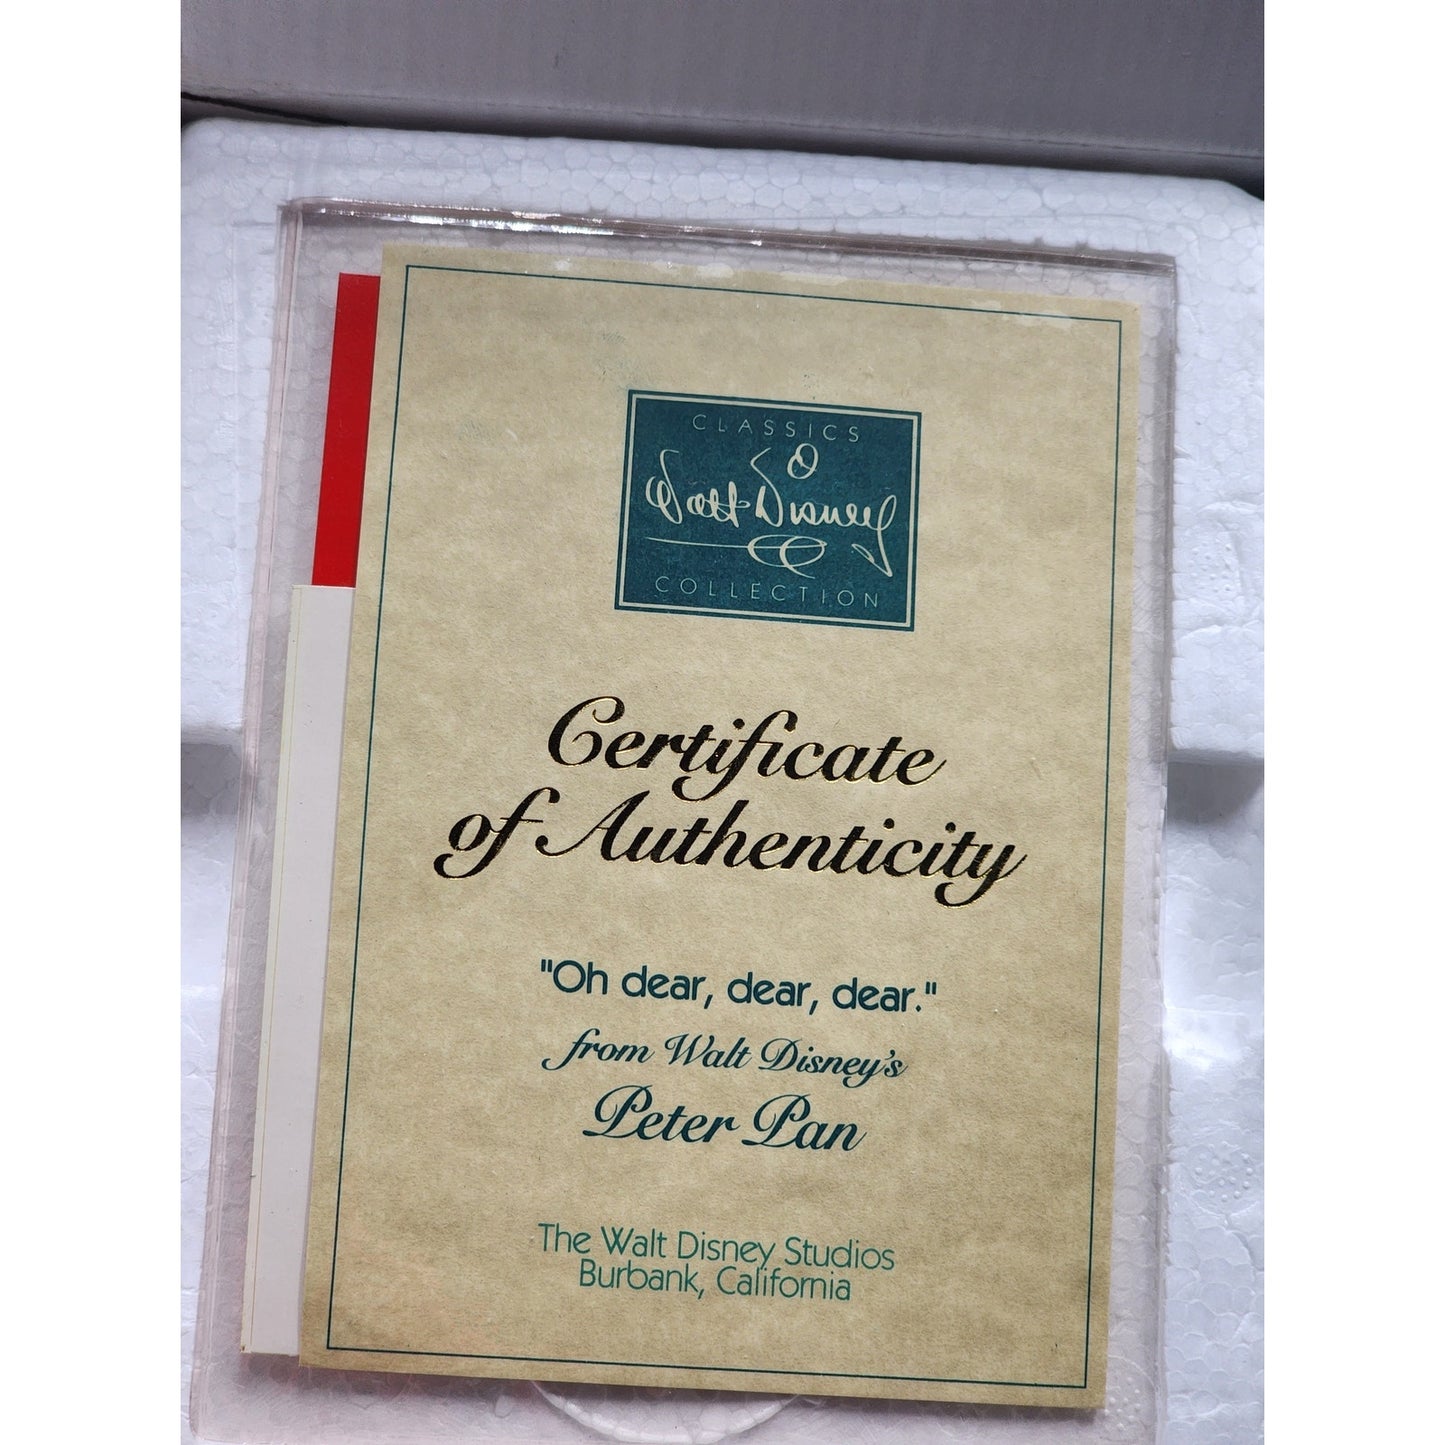 CLASSICS
Walt Disney
COLLECTION
Certificate
of Authenticity
"Oh dear, dear, dear."
from Walt Disney's
Peter Pan
The Walt Disney Studios
Burbank, California